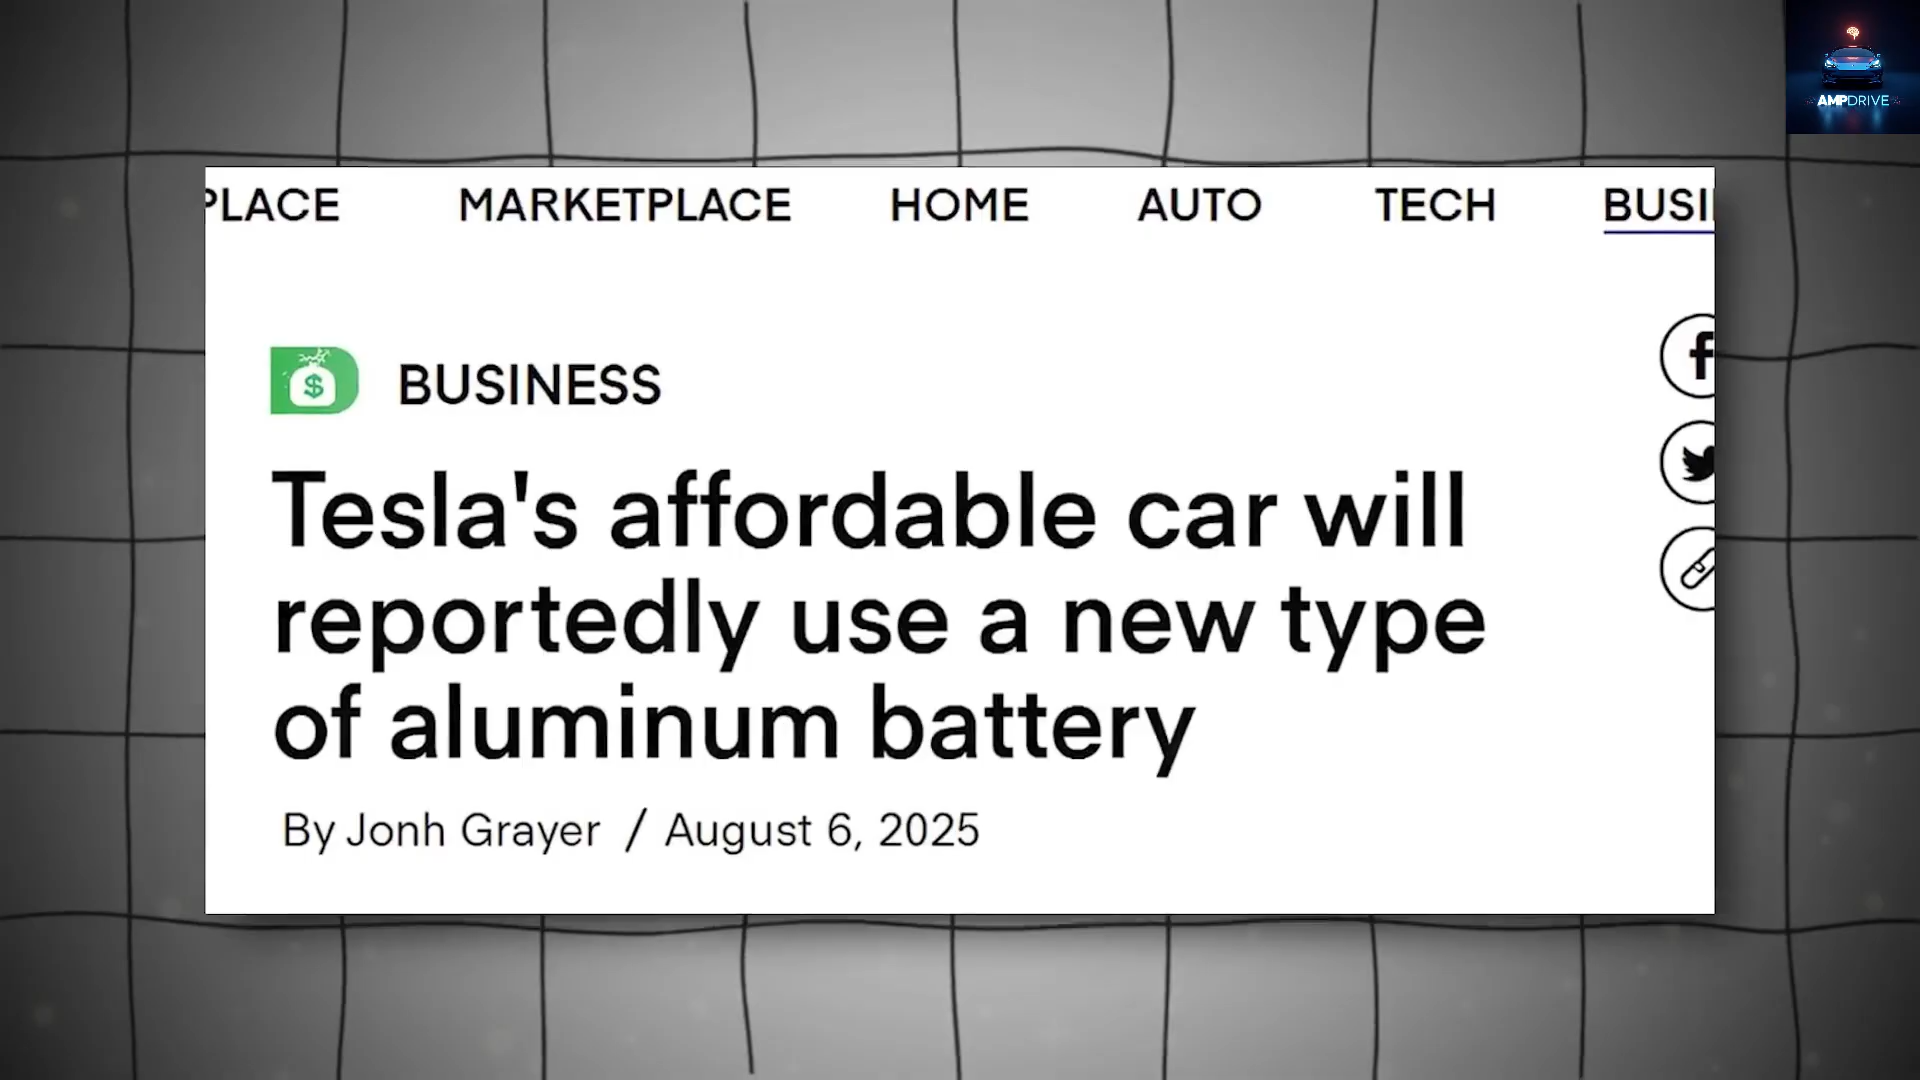 AMPDRIVE
PLACE MARKETPLACE HOME AUTO TECH BUSI
BUSINESS
Tesla's affordable car will
reportedly use a new type
of aluminum battery
By Jonh Grayer / August 6, 2025